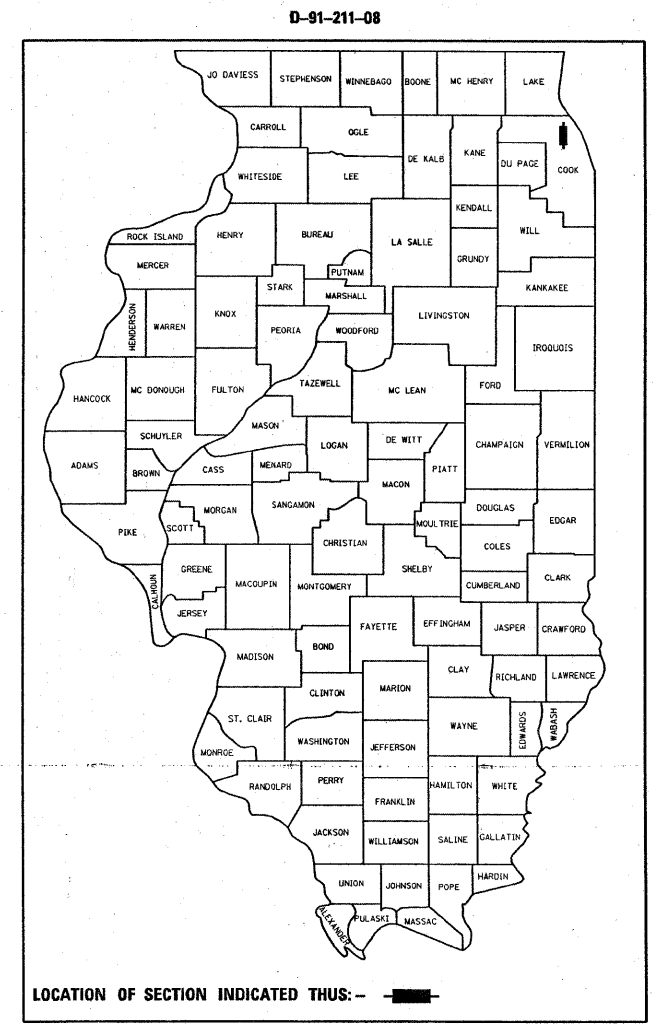 D-91-211-08
JO DAVIESS STEPHENSON WINNEBAGO BOONE MC HENRY LAKE
CARROLL OGLE
DE KALB KANE DU PAGE COOK
WHITESIDE LEE
KENDALL
ROCK ISLAND HENRY BUREAU LA SALLE WILL
MERCER PUTNAM GRUNDY
STARK MARSHALL KANKAKEE
HENDERSON WARREN KNOX PEORIA WOODFORD LIVINGSTON
IROQUOIS
HANCOCK MC DONOUGH FULTON TAZEWELL MC LEAN FORD
MASON
SCHUYLER LOGAN DE WITT CHAMPAIGN VERMILION
ADAMS BROWN CASS MENARD PIATT
MACON
PIKE SCOTT MORGAN SANGAMON MOULTRIE DOUGLAS EDGAR
CHRISTIAN COLES
CALHOUN GREENE MACOUPIN MONTGOMERY SHELBY CUMBERLAND CLARK
JERSEY
FAYETTE EFFINGHAM JASPER CRAWFORD
MADISON BOND
CLINTON MARION CLAY RICHLAND LAWRENCE
ST. CLAIR WAYNE EDWARDS WABASH
MONROE WASHINGTON JEFFERSON
RANDOLPH PERRY HAMILTON WHITE
FRANKLIN
JACKSON WILLIAMSON SALINE GALLATIN
UNION JOHNSON POPE HARDIN
ALEXANDER PULASKI MASSAC
LOCATION OF SECTION INDICATED THUS:-